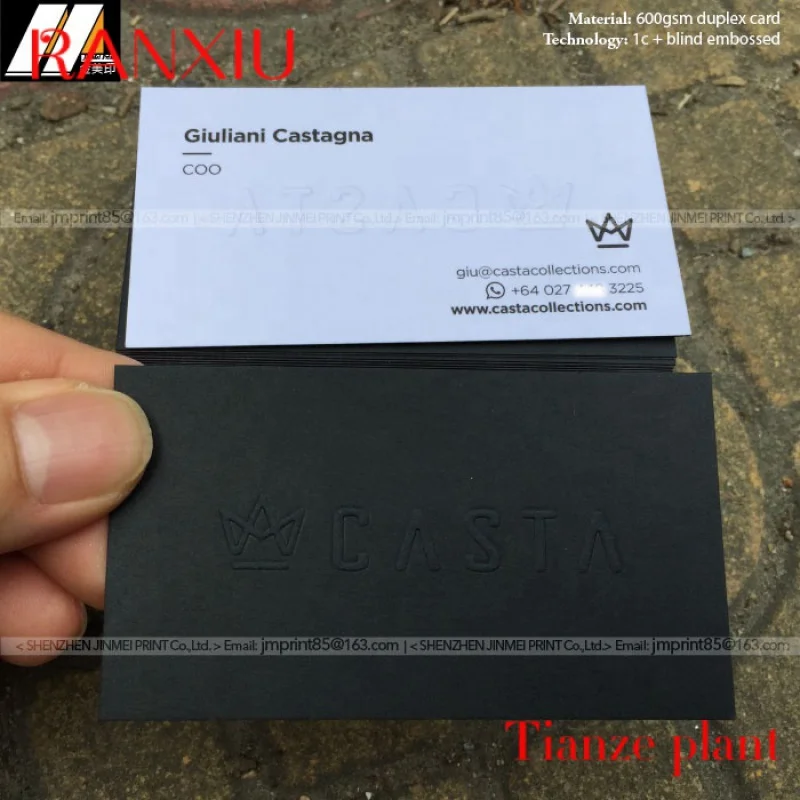 Material: 600gsm duplex card
Technology: 1c + blind embossed
RANXIU
Giuliani Castagna
COO
CASTA
Email: jmprint85@163.com | < SHENZHEN JINMEI PRINT Co.,Ltd. > Email: jmprint85@163.com | < SHENZHEN JINMEI PRINT Co.,Ltd. >
giu@castacollections.com
+64 027 3225
www.castacollections.com
CASTA
< SHENZHEN JINMEI PRINT Co.,Ltd. > Email: jmprint85@163.com | < SHENZHEN JINMEI PRINT Co.,Ltd. > Email: jmprint85@163.com
Tianze plant